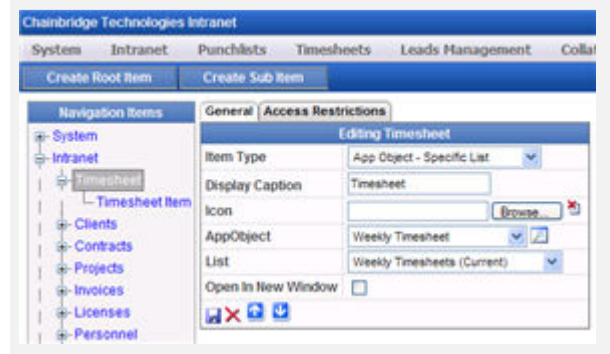 Chainbridge Technologies Intranet
System Intranet Punchlists Timesheets Leads Management
Create Root Item Create Sub Item
Navigation Items
System
Intranet
Timesheet
Timesheet Item
Clients
Contracts
Projects
Invoices
Licenses
Personnel
General Access Restrictions
Editing Timesheet
Item Type App Object - Specific List
Display Caption Timesheet
Icon Browse...
AppObject Weekly Timesheet
List Weekly Timesheets (Current)
Open In New Window